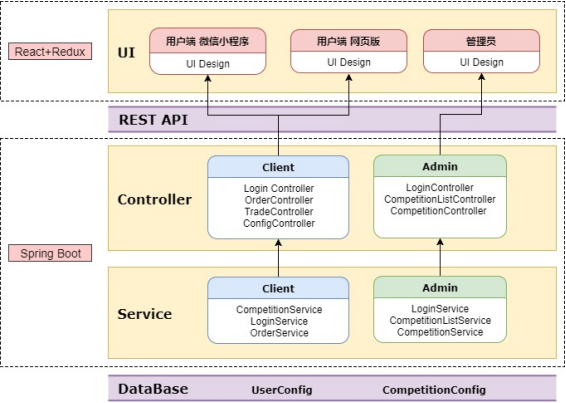 React+Redux
UI
用户端 微信小程序
UI Design
用户端 网页版
UI Design
管理员
UI Design
REST API
Spring Boot
Controller
Client
Login Controller
OrderController
TradeController
ConfigController
Admin
LoginController
CompetitionListController
CompetitionController
Service
Client
CompetitionService
LoginService
OrderService
Admin
LoginService
CompetitionListService
CompetitionService
DataBase
UserConfig
CompetitionConfig